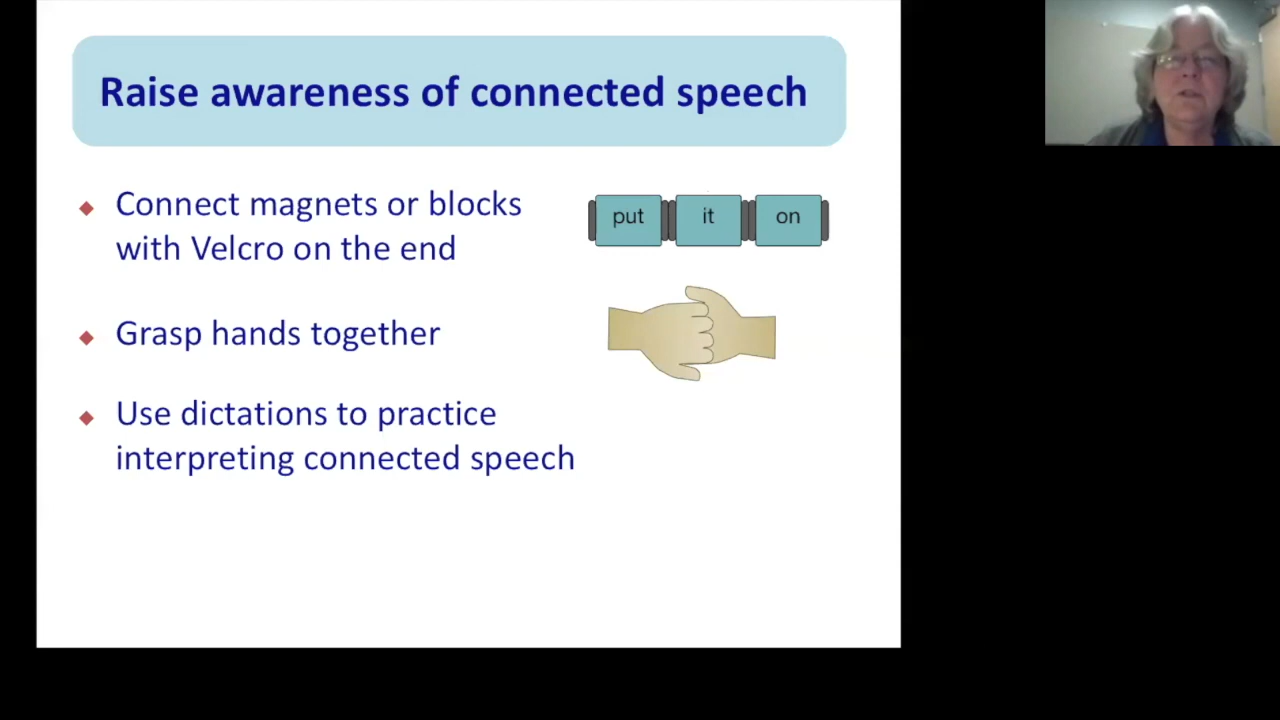 Raise awareness of connected speech
Connect magnets or blocks
with Velcro on the end
put it on
Grasp hands together
Use dictations to practice
interpreting connected speech